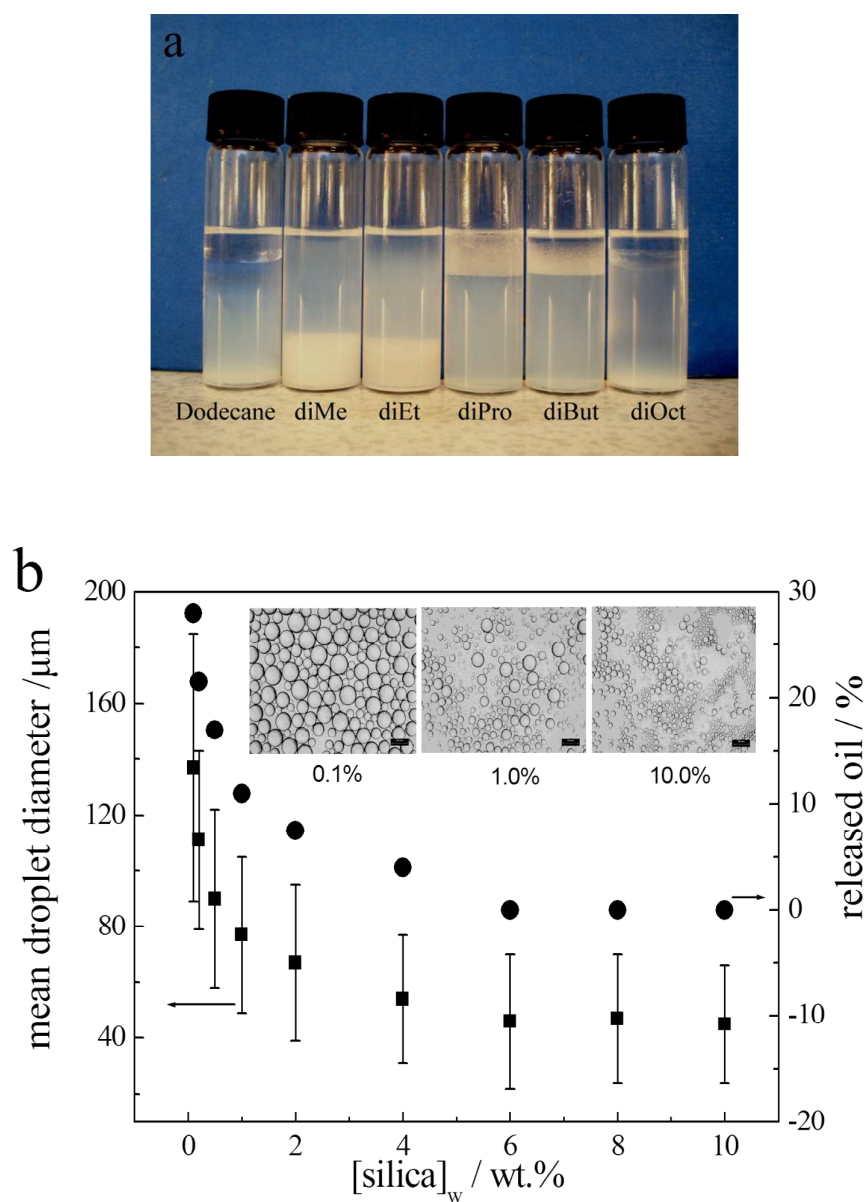 a
Dodecane diMe diEt diPro diBut diOct
b
mean droplet diameter /μm
200
160
120
80
40
30
20
10
0
-10
-20
released oil / %
0.1% 1.0% 10.0%
0 2 4 6 8 10
[silica]w / wt.%